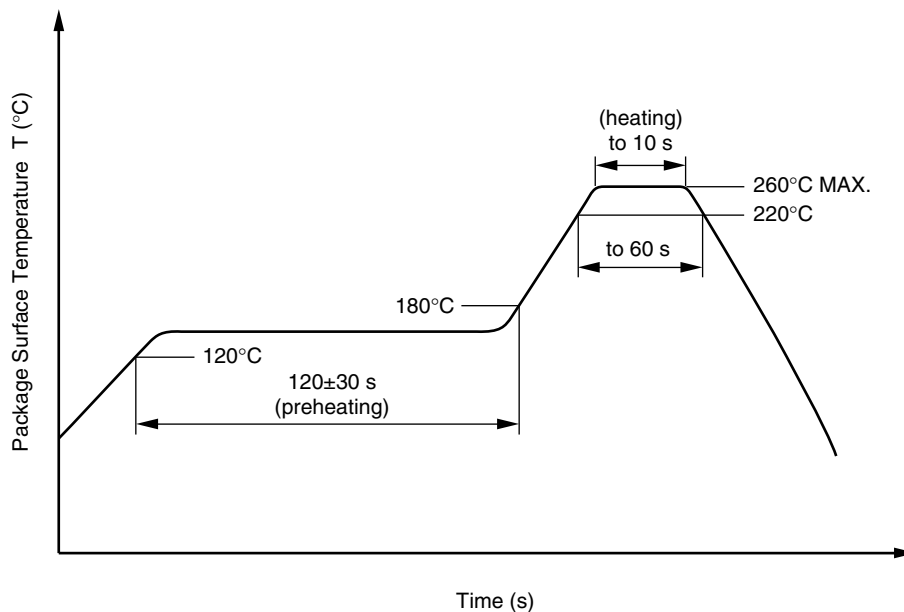 Package Surface Temperature T (°C)
(heating)
to 10 s
260°C MAX.
220°C
to 60 s
180°C
120°C
120±30 s
(preheating)
Time (s)